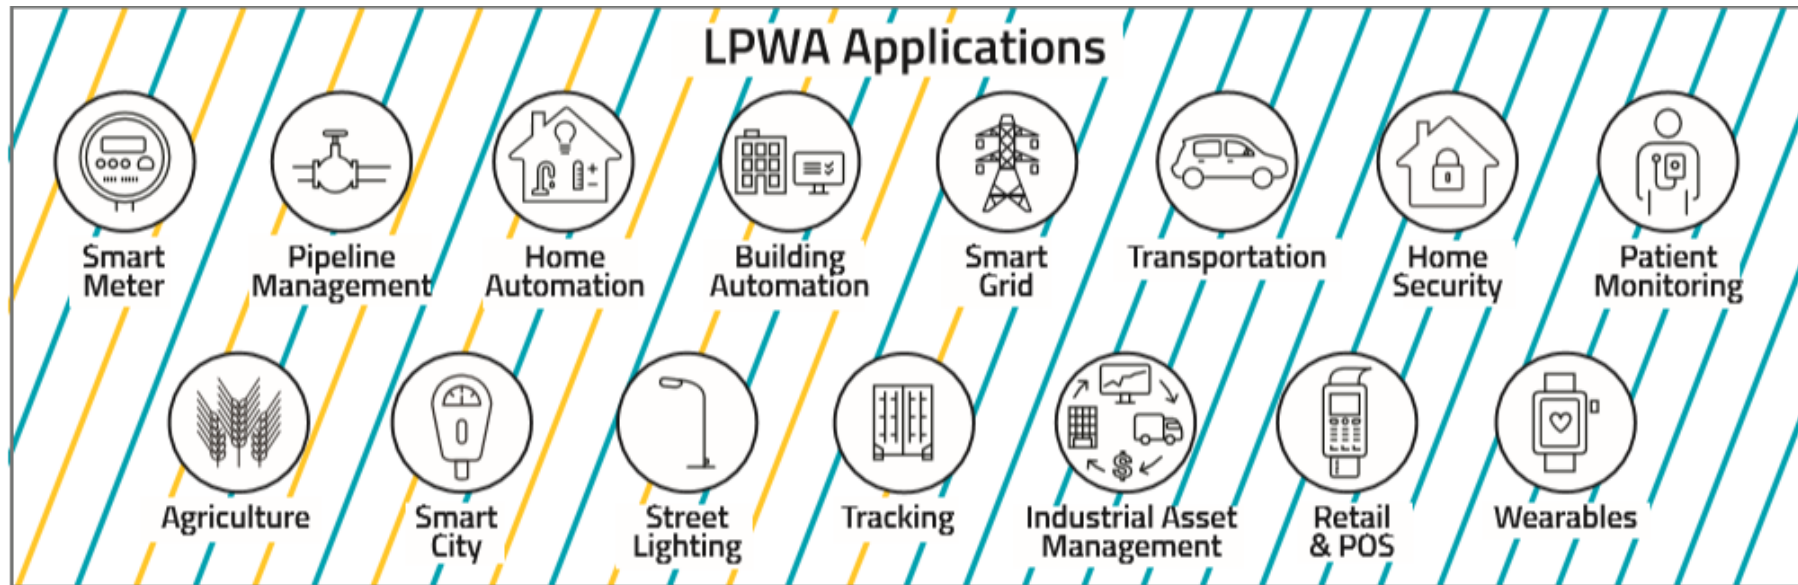 LPWA Applications
Smart
Meter
Pipeline
Management
Home
Automation
Building
Automation
Smart
Grid
Transportation
Home
Security
Patient
Monitoring
Agriculture
Smart
City
Street
Lighting
Tracking
Industrial Asset
Management
Retail
& POS
Wearables